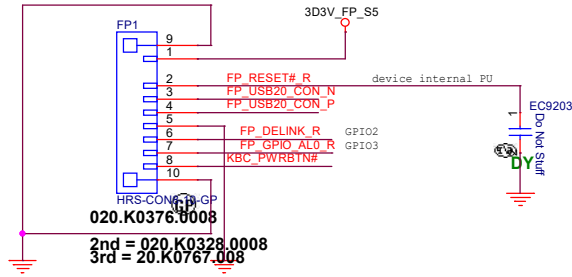 3D3V_FP_S5
FP1
9
1
2 FP_RESET#_R device internal PU
3 FP_USB20_CON_N
4 FP_USB20_CON_P
5
6 FP_DELINK_R GPIO2
7 FP_GPIO_AL0_R GPIO3
8 KBC_PWRBTN#
10
EC9203
1
Do Not Stuff
DY
GP
020.K0376.0008
2nd = 020.K0328.0008
3rd = 20.K0767.008